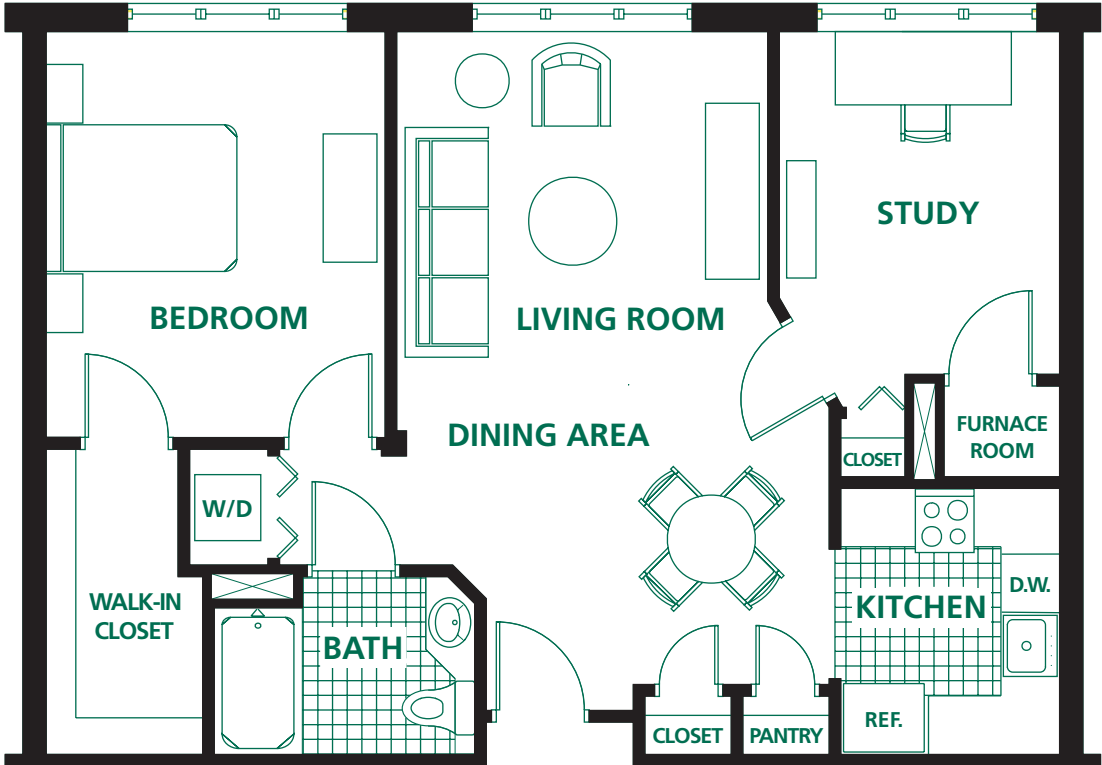 STUDY
BEDROOM
LIVING ROOM
DINING AREA
FURNACE
ROOM
CLOSET
W/D
D.W.
WALK-IN
CLOSET
KITCHEN
BATH
REF.
CLOSET
PANTRY